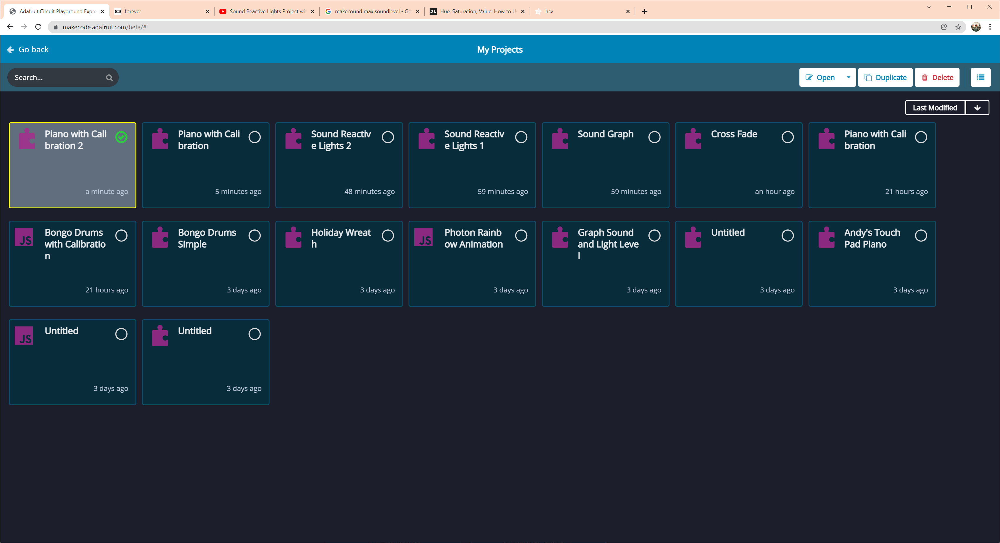 Adafruit Circuit Playground Expre
forever
Sound Reactive Lights Project wit
makecound max soundlevel - Go
Hue, Saturation, Value: How to U
hsv
makecode.adafruit.com/beta/#
Go back
My Projects
Search...
Open
Duplicate
Delete
Last Modified
Piano with Cali
bration 2
a minute ago
Piano with Cali
bration
5 minutes ago
Sound Reactiv
e Lights 2
48 minutes ago
Sound Reactiv
e Lights 1
59 minutes ago
Sound Graph
59 minutes ago
Cross Fade
an hour ago
Piano with Cali
bration
21 hours ago
JS
Bongo Drums
with Calibratio
n
21 hours ago
Bongo Drums
Simple
3 days ago
Holiday Wreat
h
3 days ago
JS
Photon Rainb
ow Animation
3 days ago
Graph Sound
and Light Leve
l
3 days ago
Untitled
3 days ago
Andy's Touch
Pad Piano
3 days ago
JS
Untitled
3 days ago
Untitled
3 days ago